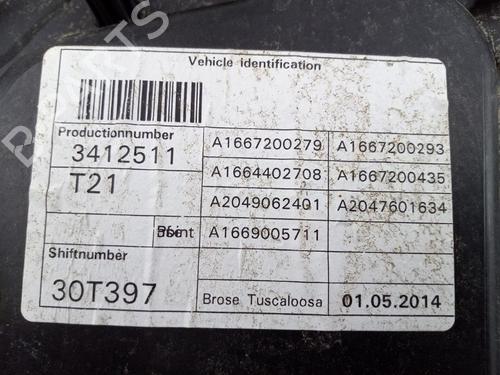 Vehicle identification
Productionnumber
3412511
T21
A1667200279 A1667200293
A1664402708 A1667200435
A2049062401 A2047601634
A1669005711
Shiftnumber
30T397
Brose Tuscaloosa 01.05.2014